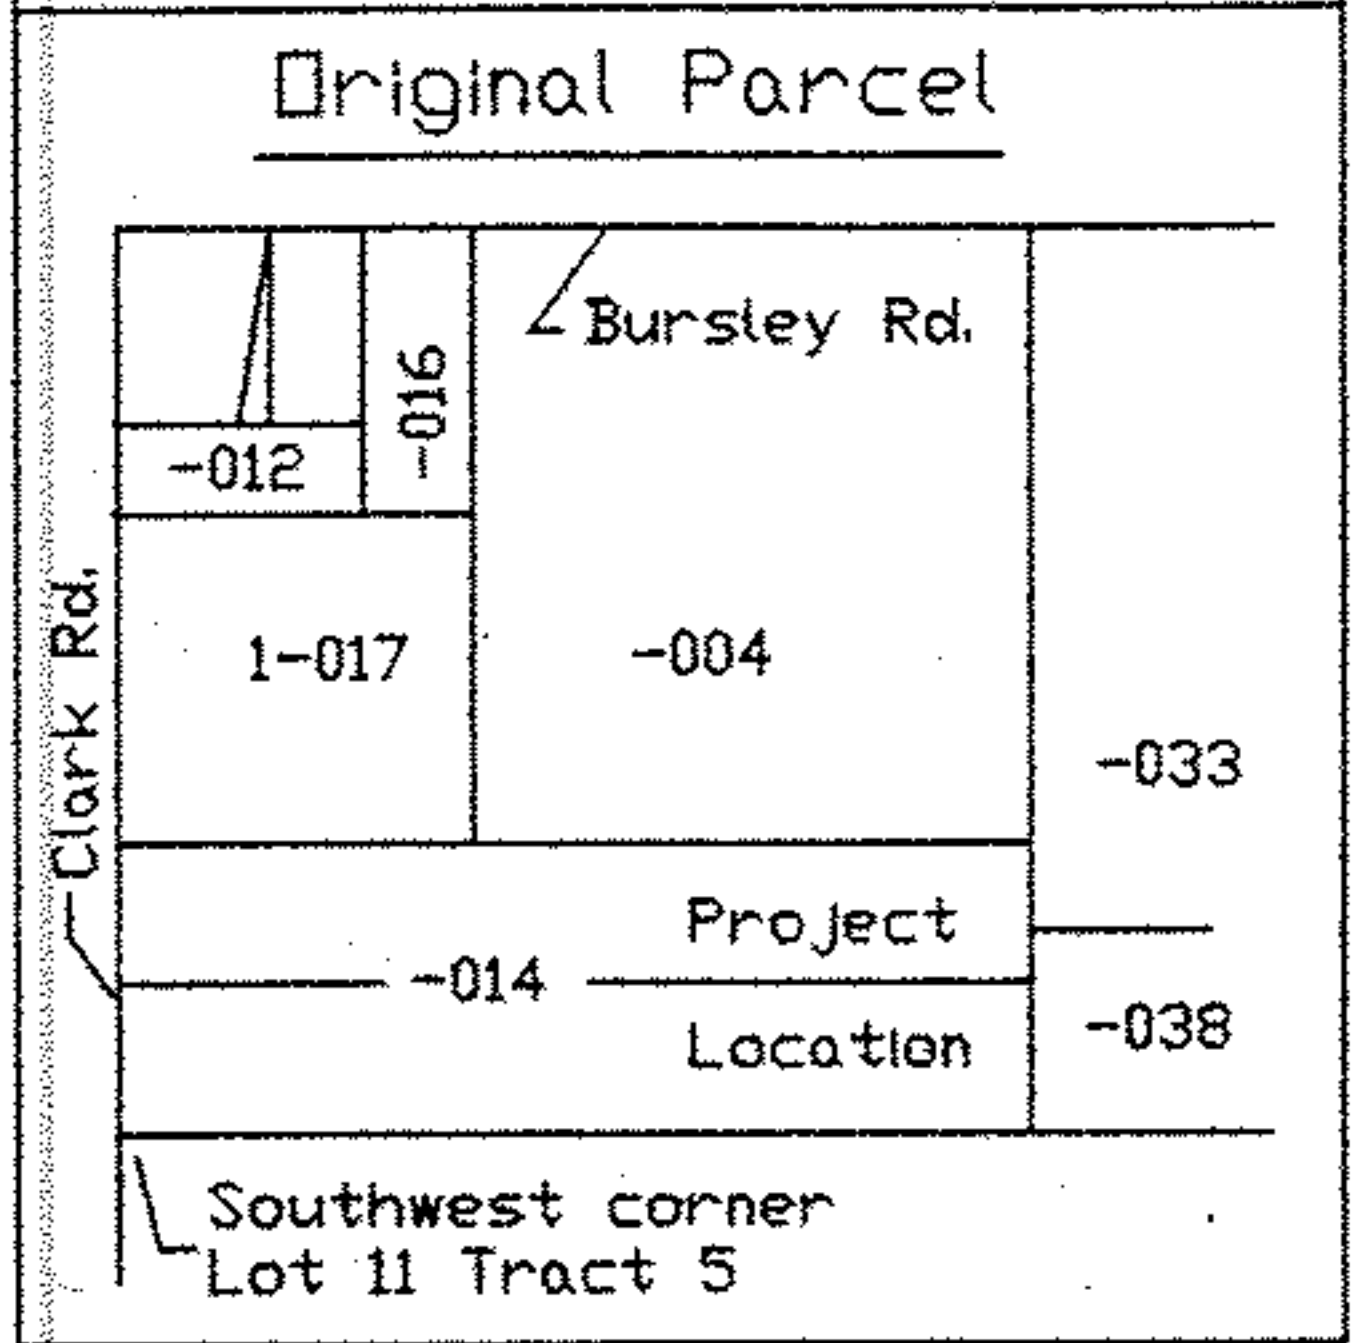 Original Parcel
Bursley Rd.
-016
-012
Clark Rd.
1-017
-004
-033
Project
-014
Location
-038
Southwest corner
Lot 11 Tract 5